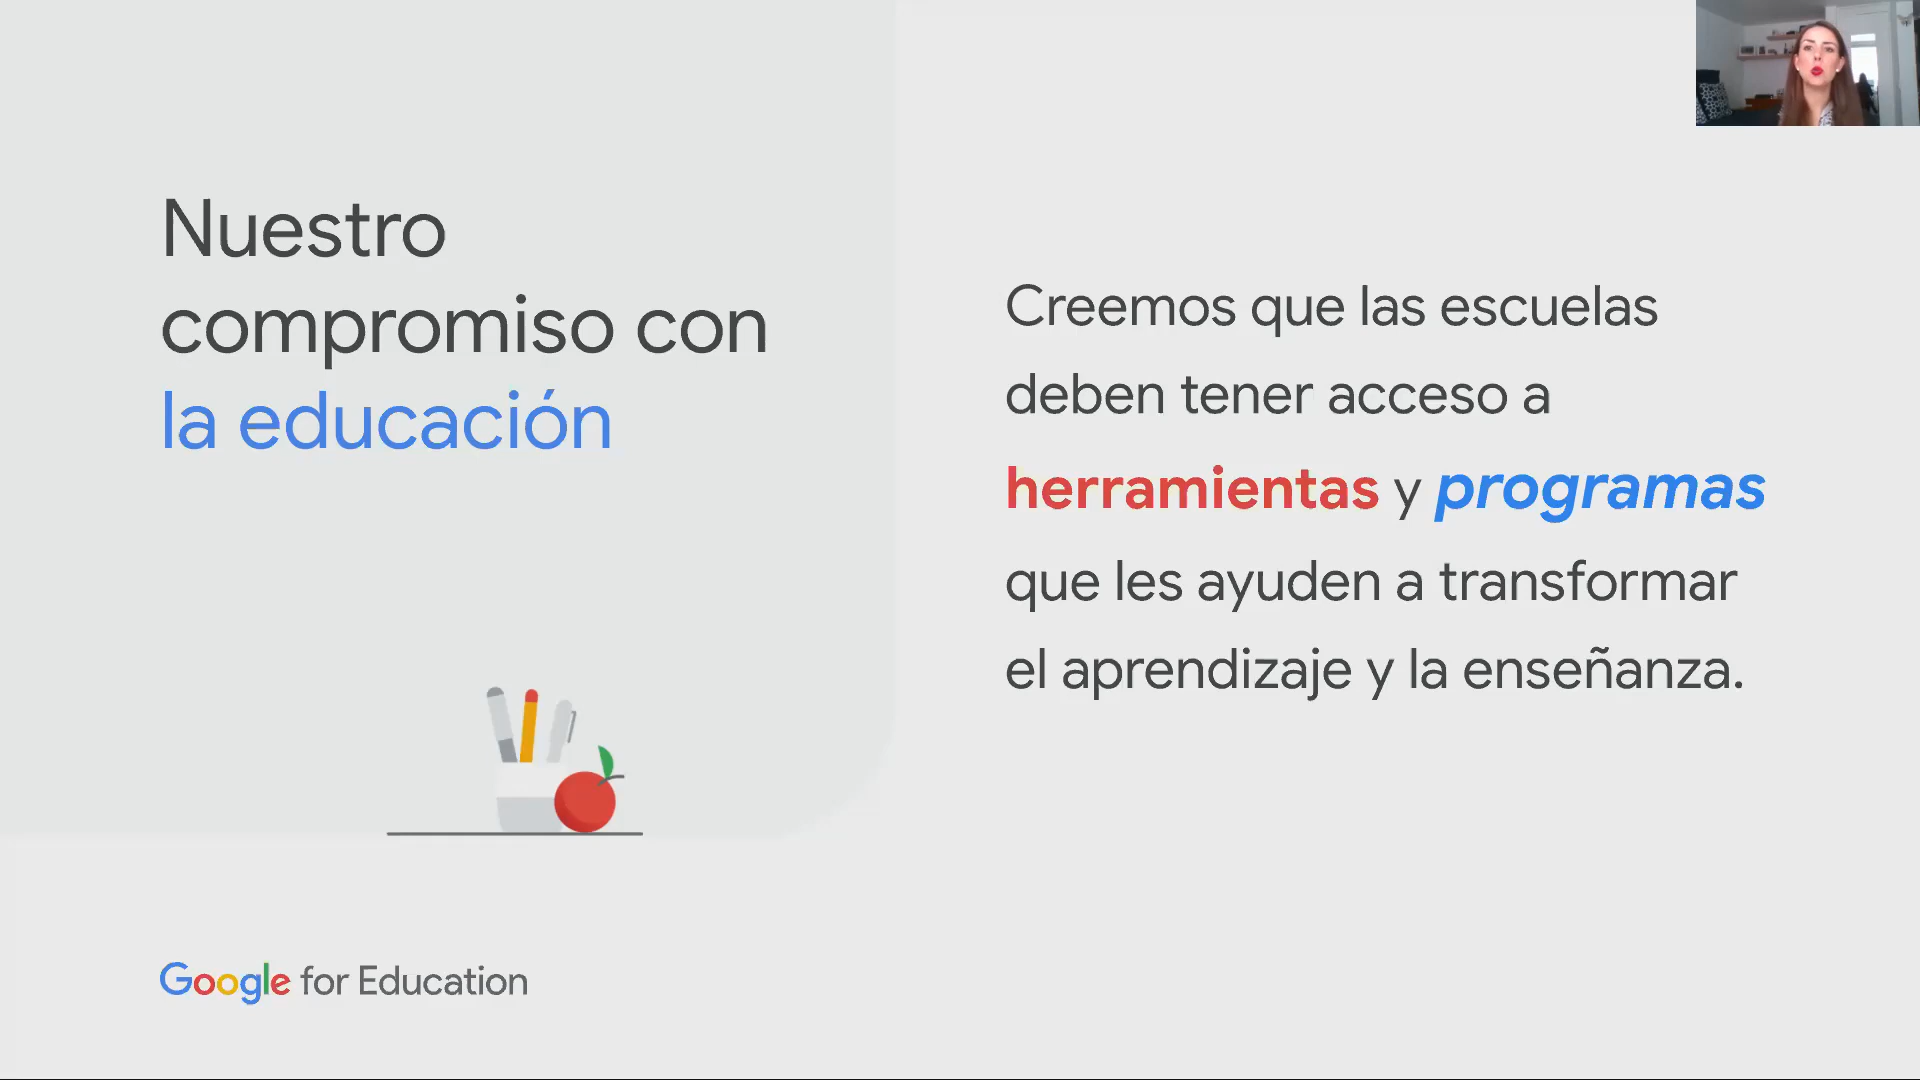 Nuestro
compromiso con
la educación
Creemos que las escuelas
deben tener acceso a
herramientas y programas
que les ayuden a transformar
el aprendizaje y la enseñanza.
Google for Education